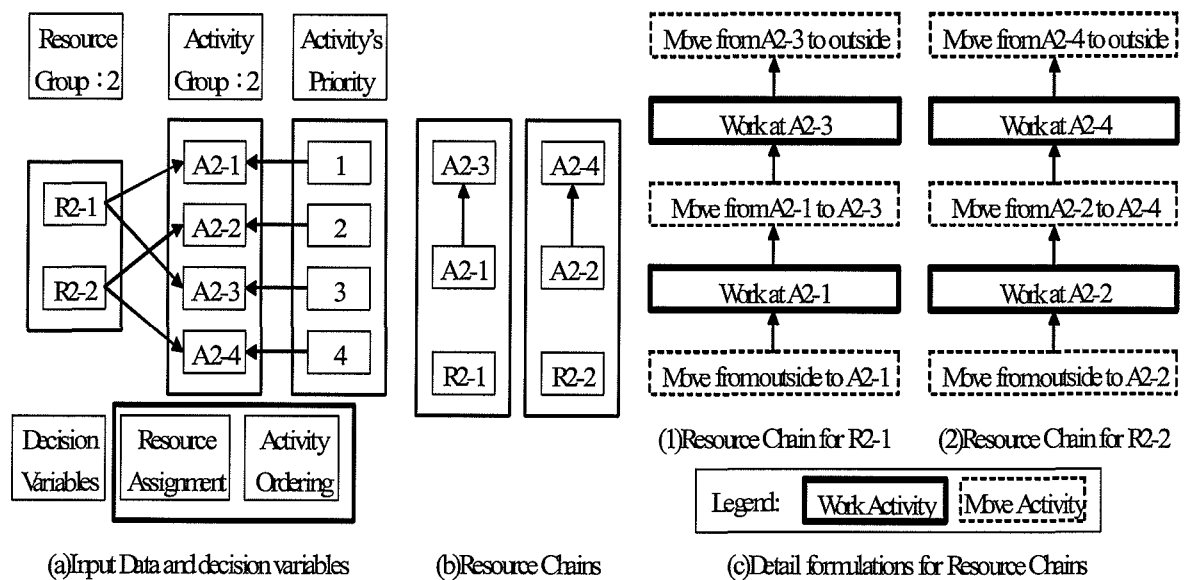 Resource
Group : 2
Activity
Group : 2
Activity's
Priority
R2-1
R2-2
A2-1
A2-2
A2-3
A2-4
1
2
3
4
Decision
Variables
Resource
Assignment
Activity
Ordering
(a)Input Data and decision variables
A2-3
A2-1
R2-1
A2-4
A2-2
R2-2
(b)Resource Chains
Move from A2-3 to outside
Work at A2-3
Move from A2-1 to A2-3
Work at A2-1
Move from outside to A2-1
(1)Resource Chain for R2-1
Move from A2-4 to outside
Work at A2-4
Move from A2-2 to A2-4
Work at A2-2
Move from outside to A2-2
(2)Resource Chain for R2-2
Legend:
Work Activity
Move Activity
(c)Detail formulations for Resource Chains